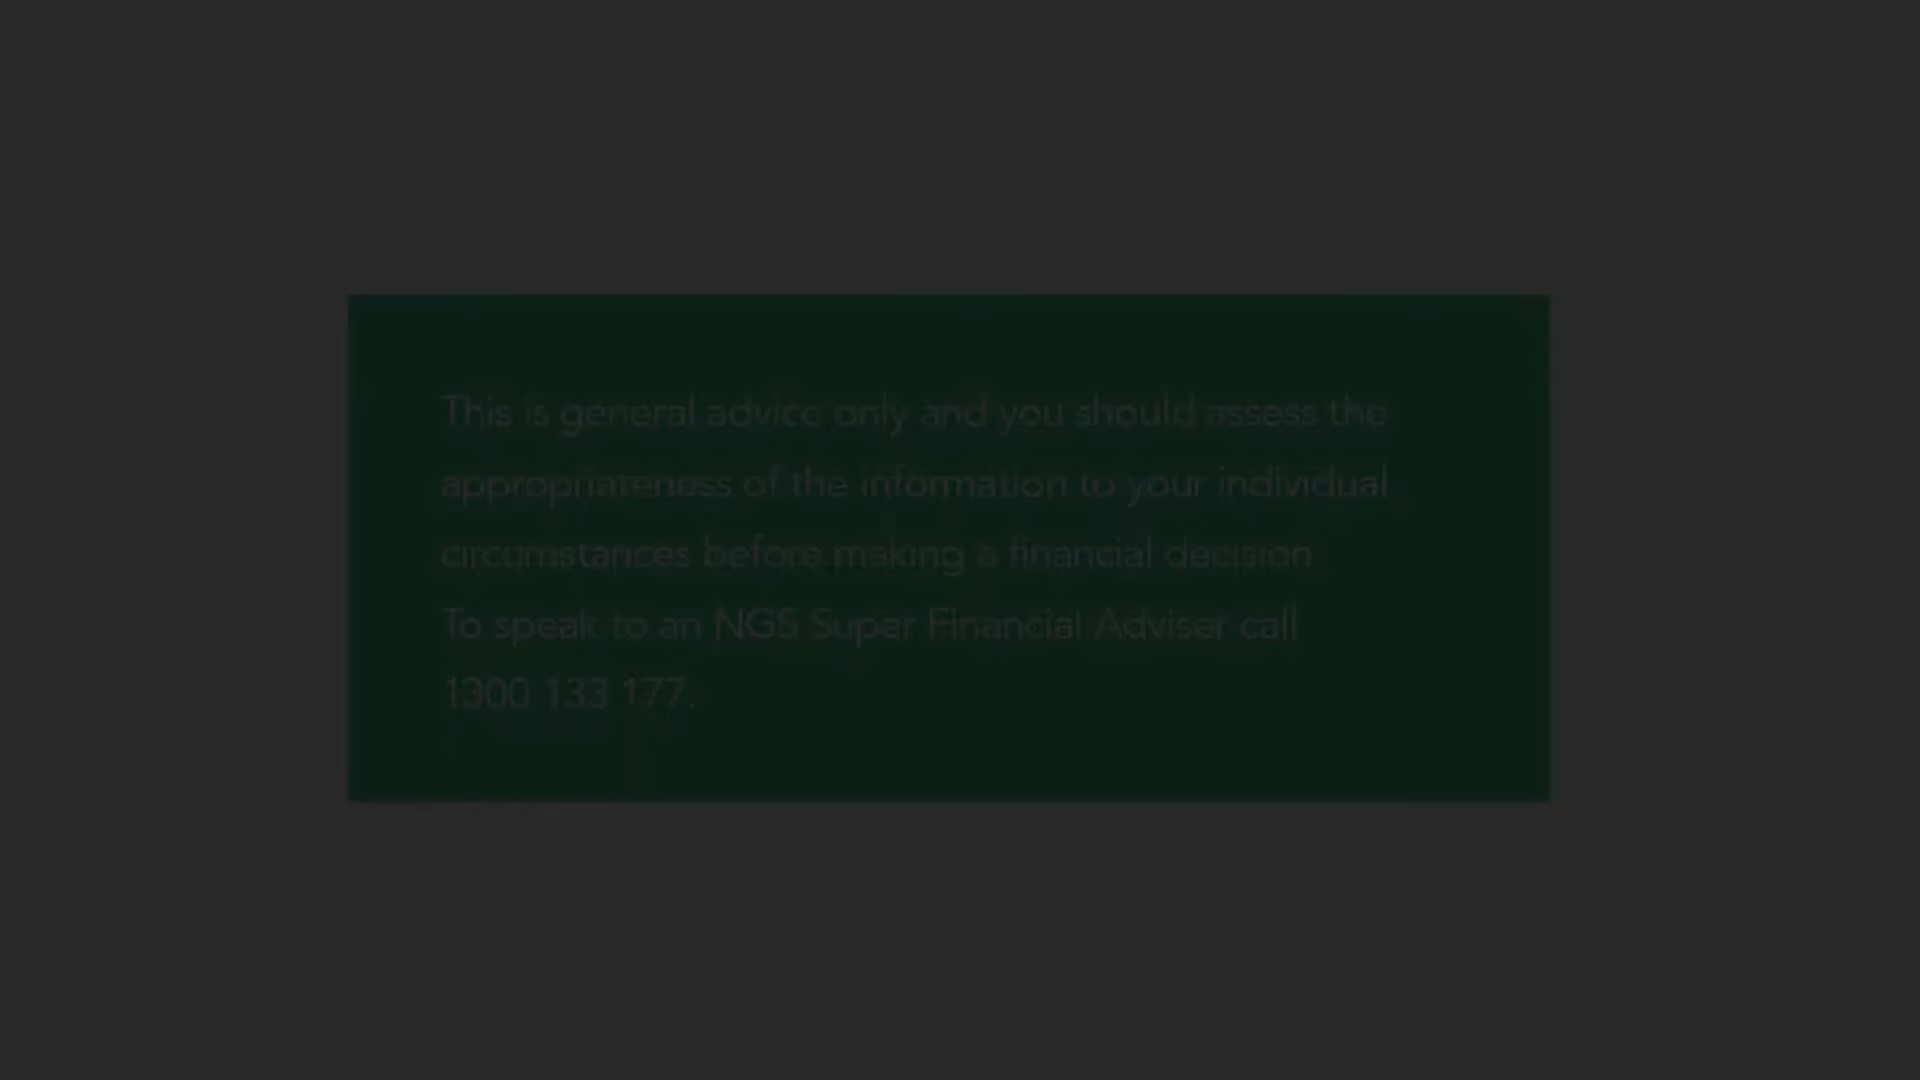 This is general advice only and you should assess the
appropriateness of the information to your individual
circumstances before making a financial decision
To speak to an NGS Super Financial Adviser call
1300 133 177.